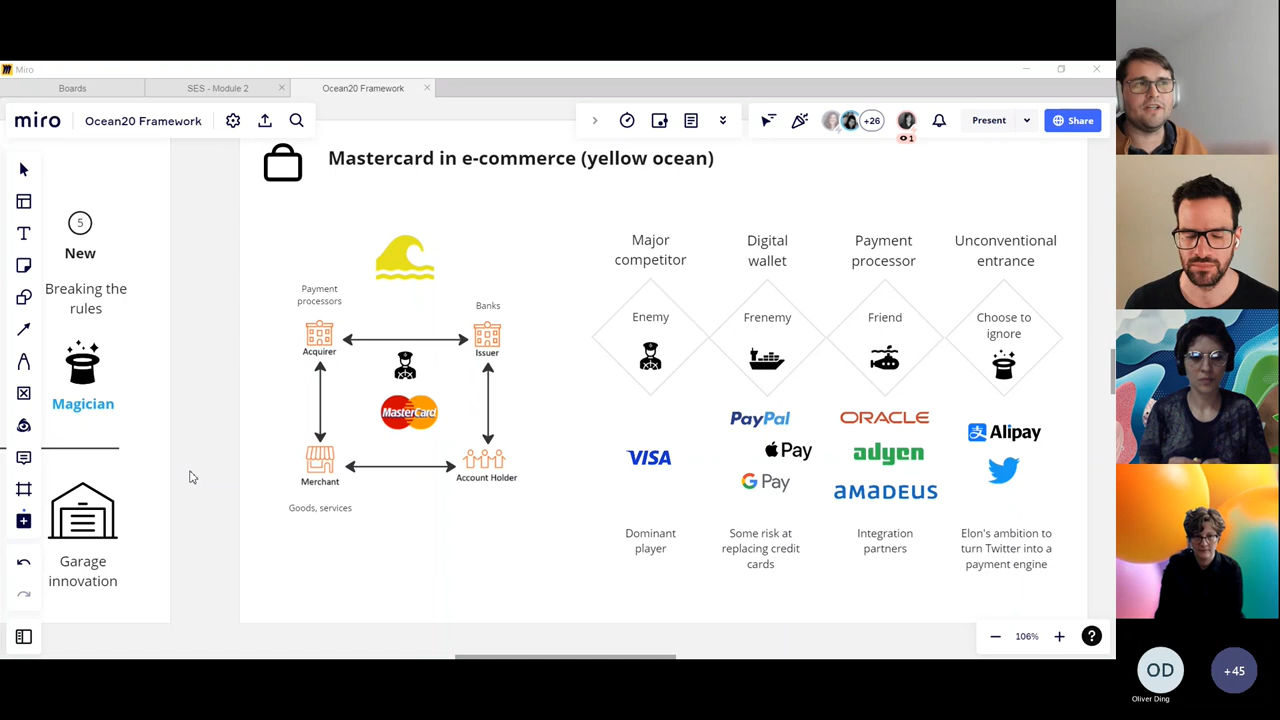 Miro
Boards
SES - Module 2
Ocean20 Framework
miro
Ocean20 Framework
+26
1
Present
Share
Mastercard in e-commerce (yellow ocean)
5
New
Breaking the
rules
Magician
Garage
innovation
Payment
processors
Banks
Acquirer
Issuer
MasterCard
Merchant
Account Holder
Goods, services
Major
competitor
Digital
wallet
Payment
processor
Unconventional
entrance
Enemy
Frenemy
Friend
Choose to
ignore
VISA
PayPal
Pay
G Pay
ORACLE
adyen
amadeus
支 Alipay
Dominant
player
Some risk at
replacing credit
cards
Integration
partners
Elon's ambition to
turn Twitter into a
payment engine
106%
?
OD
Oliver Ding
+45